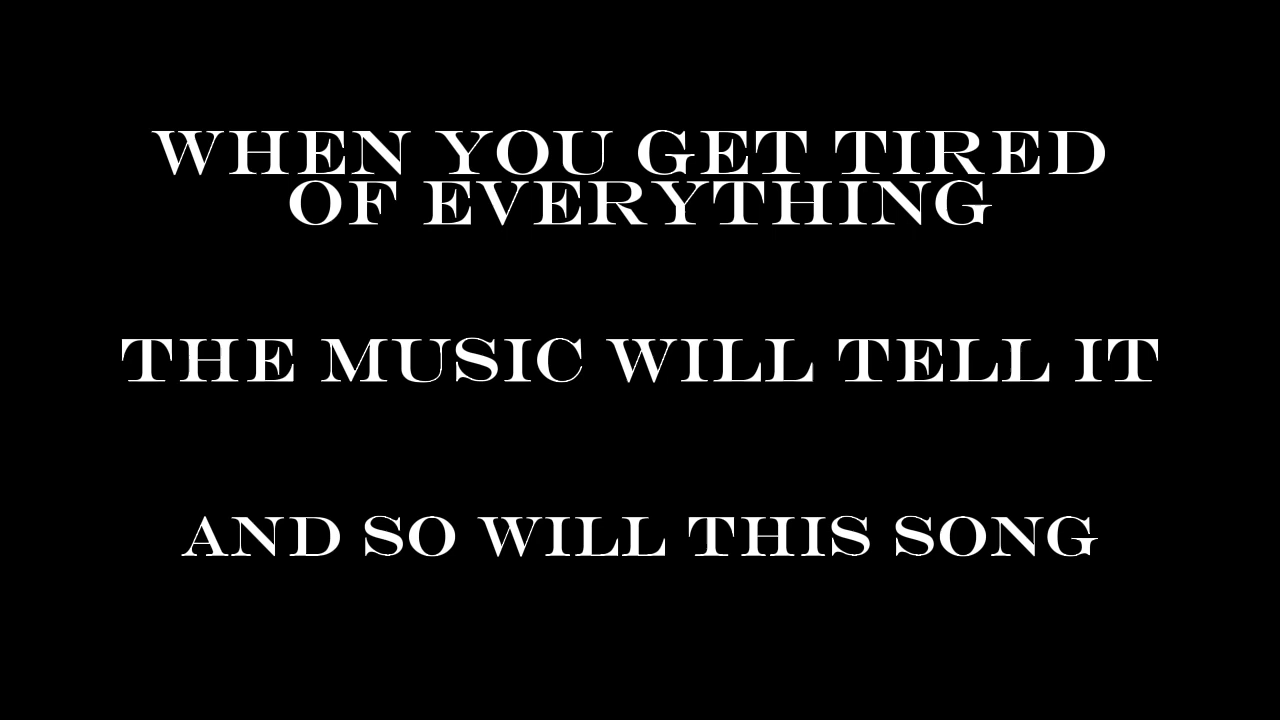 WHEN YOU GET TIRED
OF EVERYTHING
THE MUSIC WILL TELL IT
AND SO WILL THIS SONG